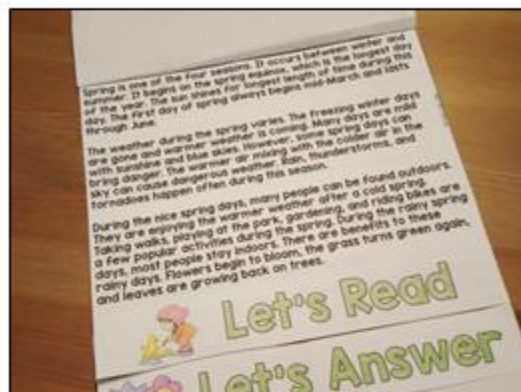 Spring is one of the four seasons. It occurs between winter and
summer. It begins on the spring equinox, which is the longest day
of the year. The sun shines for longest length of time during this
day. The first day of spring always begins mid-March and lasts
through June.
The weather during the spring varies. The freezing winter days
are gone and warmer weather is coming. Many days are mild
with sunshine and blue skies. However, some spring days can
bring danger. The warmer air mixing with the colder air in the
sky can cause dangerous weather. Rain, thunderstorms, and
tornadoes happen often during this season.
During the nice spring days, many people can be found outdoors.
They are enjoying the warmer weather after a cold spring.
Taking walks, playing at the park, gardening, and riding bikes are
a few popular activities during the spring. During the rainy spring
days, most people stay indoors. There are benefits to these
rainy days. Flowers begin to bloom, the grass turns green again,
and leaves are growing back on trees.
Let's Read
Let's Answer